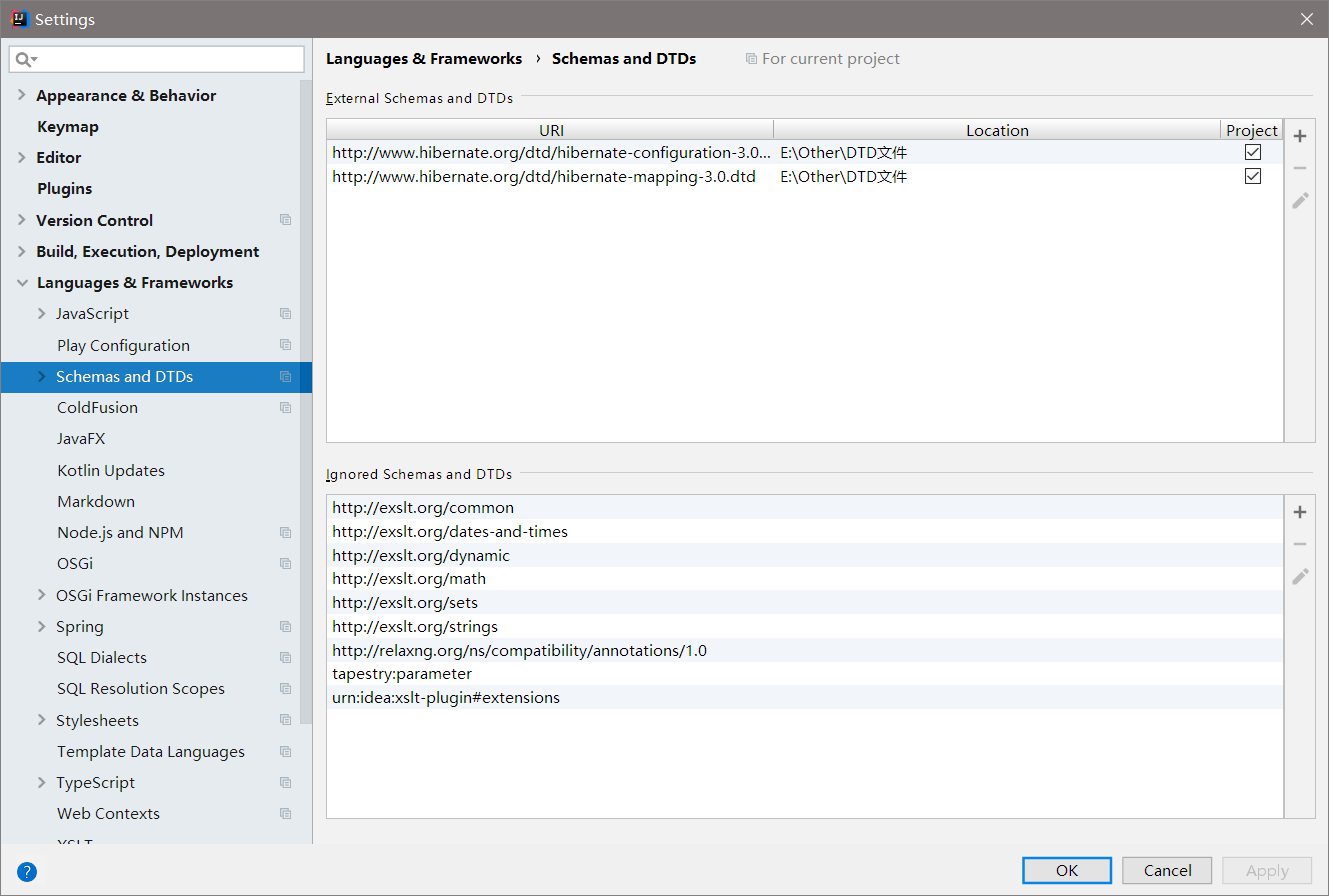 Settings
Appearance & Behavior
Keymap
Editor
Plugins
Version Control
Build, Execution, Deployment
Languages & Frameworks
JavaScript
Play Configuration
Schemas and DTDs
ColdFusion
JavaFX
Kotlin Updates
Markdown
Node.js and NPM
OSGi
OSGi Framework Instances
Spring
SQL Dialects
SQL Resolution Scopes
Stylesheets
Template Data Languages
TypeScript
Web Contexts
XSLT
Languages & Frameworks › Schemas and DTDs For current project
External Schemas and DTDs
URI Location Project
http://www.hibernate.org/dtd/hibernate-configuration-3.0... E:\Other\DTD文件
http://www.hibernate.org/dtd/hibernate-mapping-3.0.dtd E:\Other\DTD文件
Ignored Schemas and DTDs
http://exslt.org/common
http://exslt.org/dates-and-times
http://exslt.org/dynamic
http://exslt.org/math
http://exslt.org/sets
http://exslt.org/strings
http://relaxng.org/ns/compatibility/annotations/1.0
tapestry:parameter
urn:idea:xslt-plugin#extensions
? OK Cancel Apply